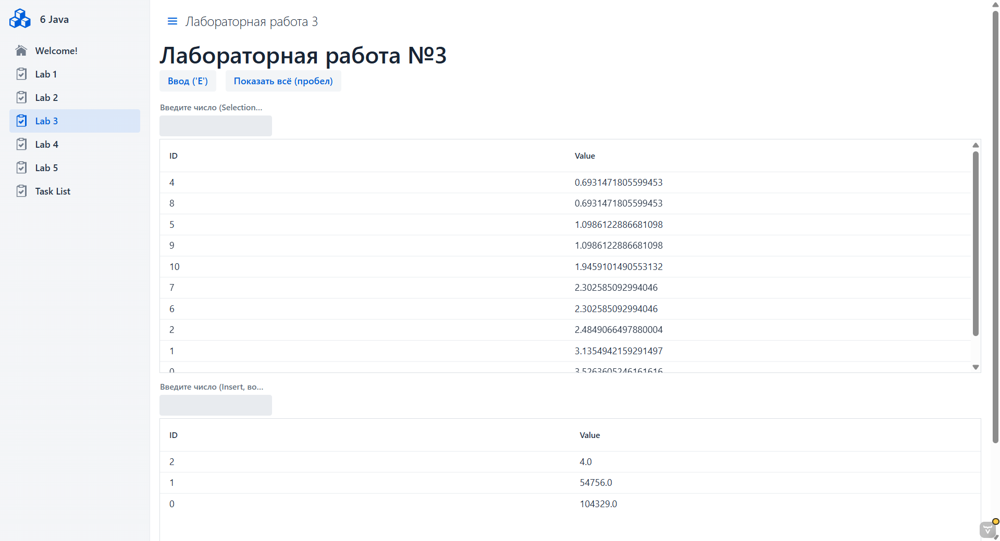 6 Java
Welcome!
Lab 1
Lab 2
Lab 3
Lab 4
Lab 5
Task List
Лабораторная работа 3
Лабораторная работа №3
Ввод ('E') Показать всё (пробел)
Введите число (Selection...
ID Value
4 0.6931471805599453
8 0.6931471805599453
5 1.0986122886681098
9 1.0986122886681098
10 1.9459101490553132
7 2.302585092994046
6 2.302585092994046
2 2.4849066497880004
1 3.1354942159291497
0 3.5263605246161616
Введите число (Insert, во...
ID Value
2 4.0
1 54756.0
0 104329.0